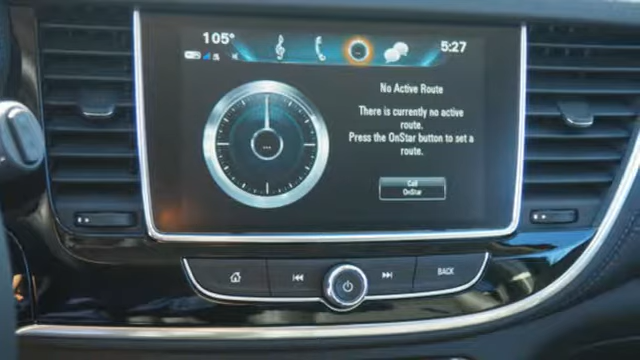 105°
5:27
No Active Route
There is currently no active
route.
Press the OnStar button to set a
route.
Call
OnStar
BACK